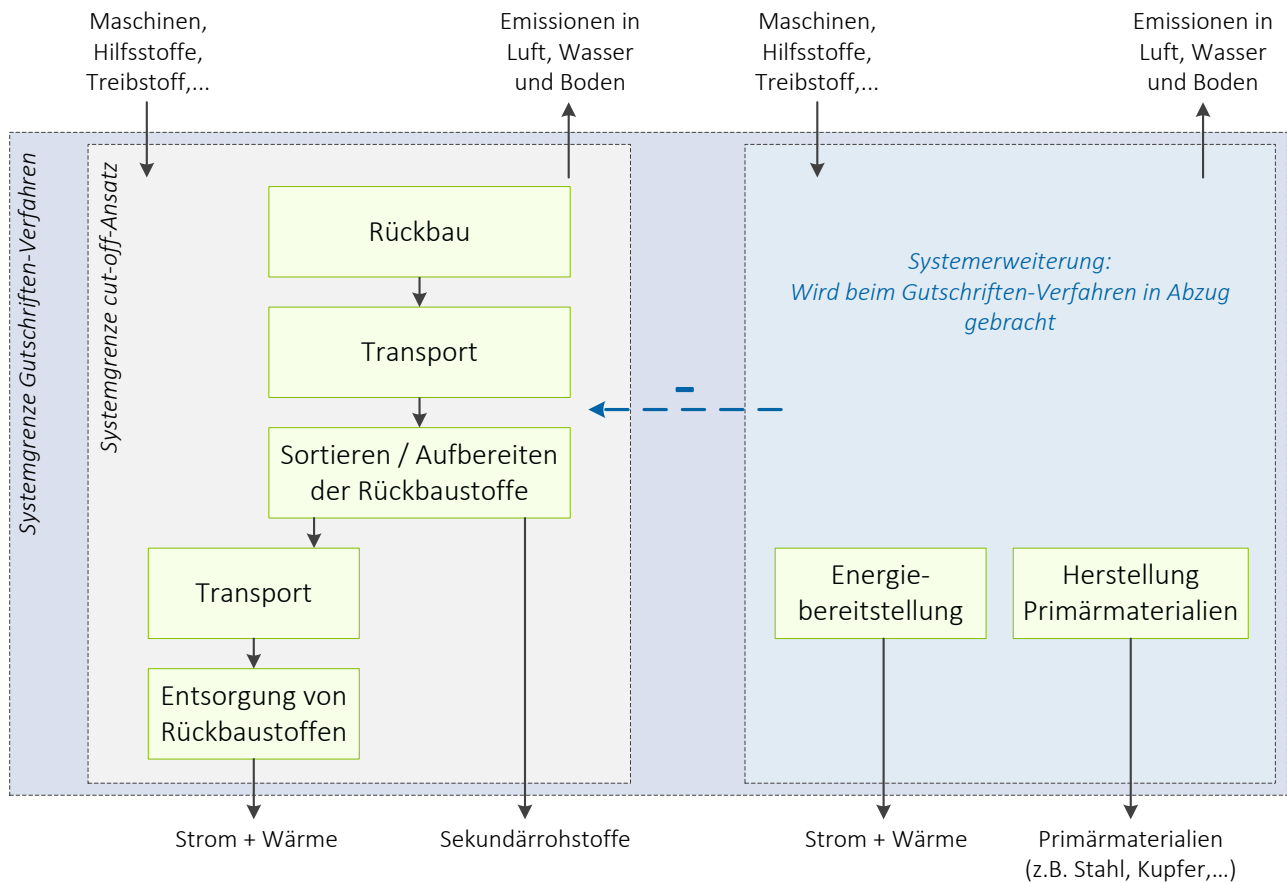 Maschinen,
Hilfsstoffe,
Treibstoff,...
Emissionen in
Luft, Wasser
und Boden
Maschinen,
Hilfsstoffe,
Treibstoff,...
Emissionen in
Luft, Wasser
und Boden
Systemgrenze Gutschriften-Verfahren
Systemgrenze cut-off-Ansatz
Rückbau
Transport
Sortieren / Aufbereiten
der Rückbaustoffe
Transport
Entsorgung von
Rückbaustoffen
Systemerweiterung:
Wird beim Gutschriften-Verfahren in Abzug
gebracht
-
Energie-
bereitstellung
Herstellung
Primärmaterialien
Strom + Wärme
Sekundärrohstoffe
Strom + Wärme
Primärmaterialien
(z.B. Stahl, Kupfer,...)